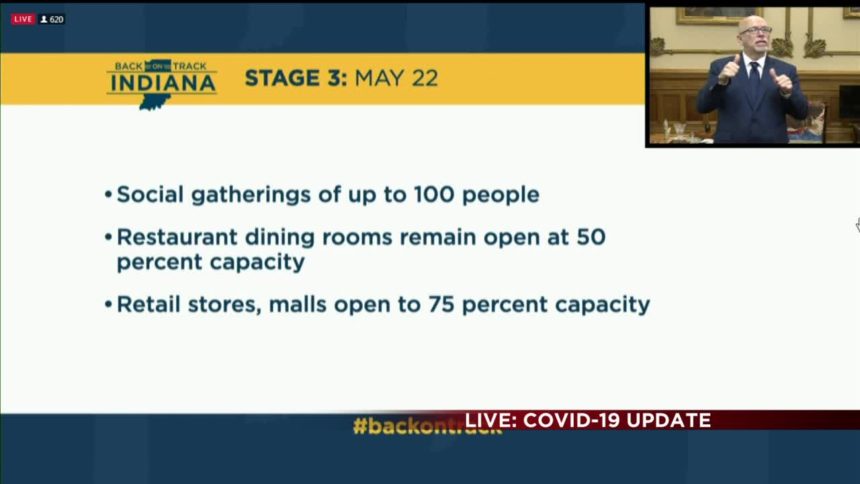 LIVE 620
BACK ON TRACK
INDIANA
STAGE 3: MAY 22
• Social gatherings of up to 100 people
• Restaurant dining rooms remain open at 50
percent capacity
• Retail stores, malls open to 75 percent capacity
#backontrack
LIVE: COVID-19 UPDATE